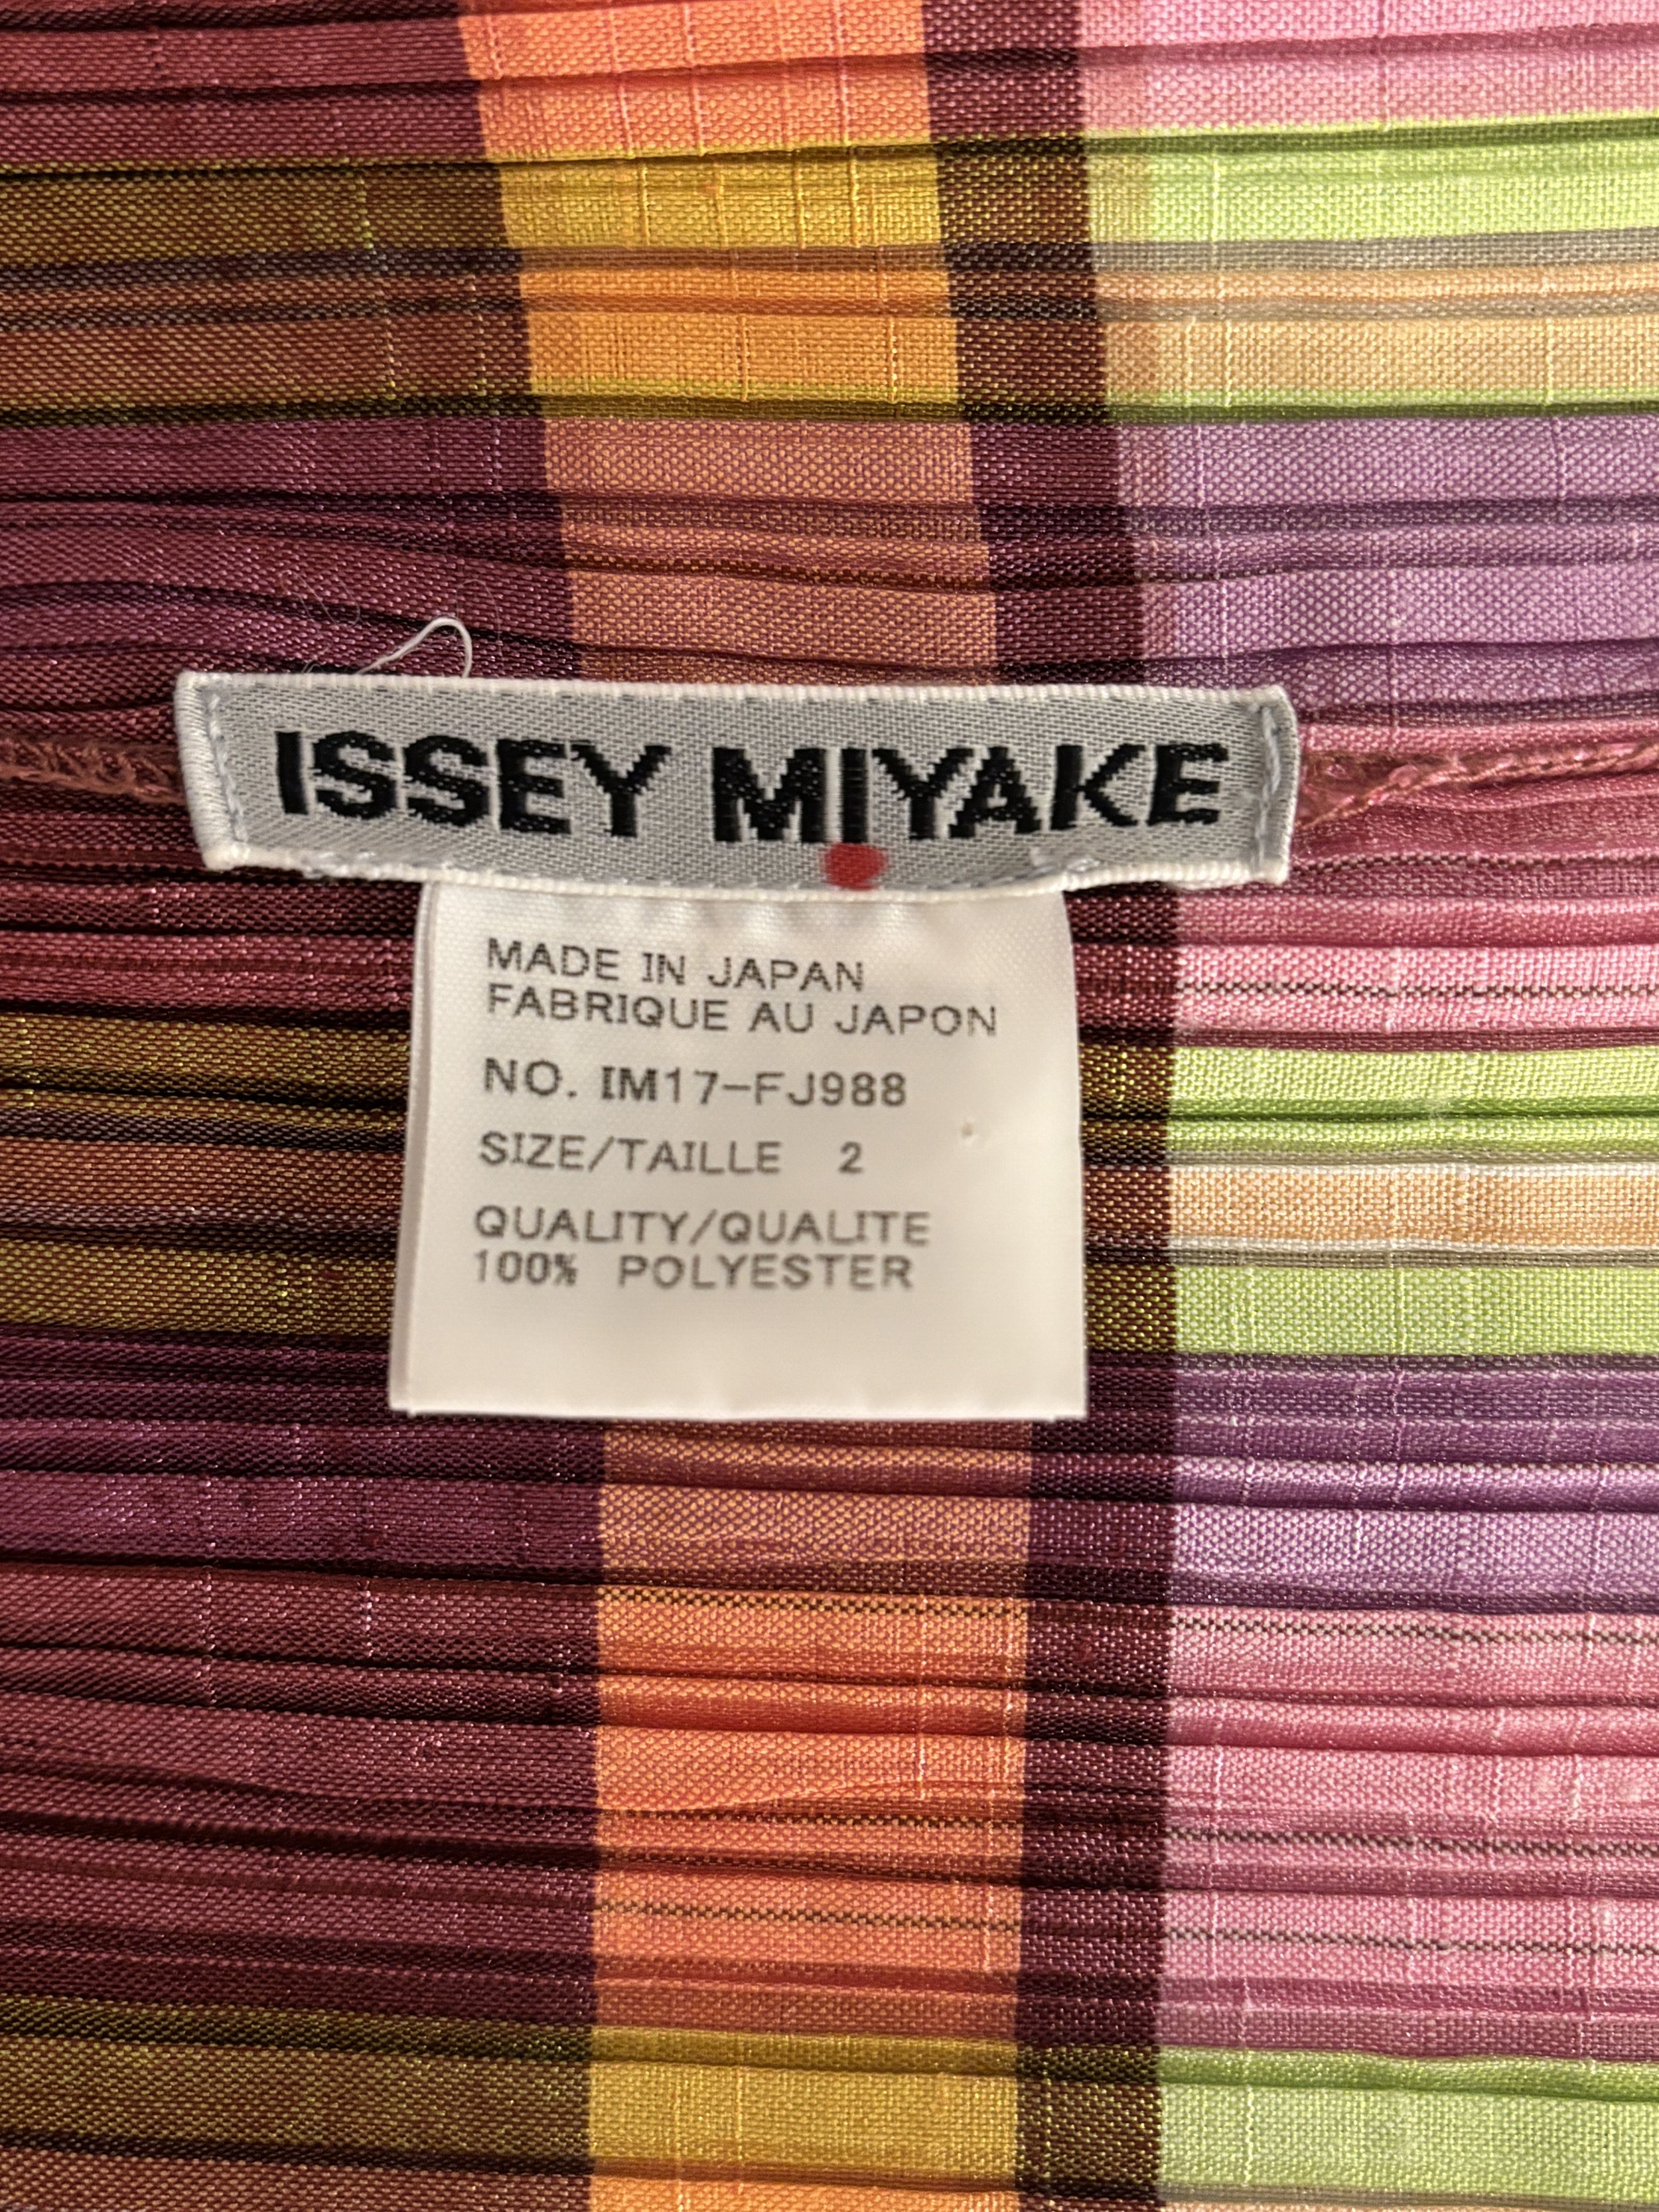 ISSEY MIYAKE
MADE IN JAPAN
FABRIQUE AU JAPON
NO. IM17-FJ988
SIZE/TAILLE 2
QUALITY/QUALITE
100% POLYESTER